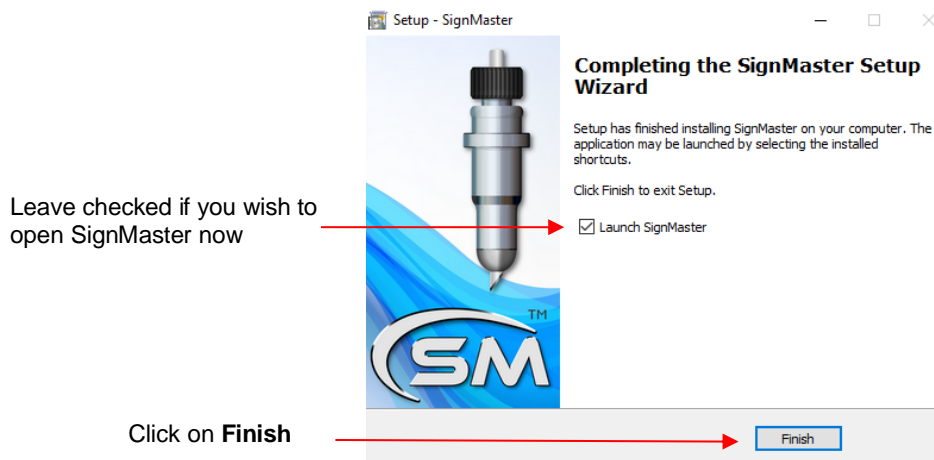 Setup - SignMaster
Completing the SignMaster Setup
Wizard
Setup has finished installing SignMaster on your computer. The
application may be launched by selecting the installed
shortcuts.
Click Finish to exit Setup.
Leave checked if you wish to
open SignMaster now
Launch SignMaster
TM
SM
Click on Finish
Finish